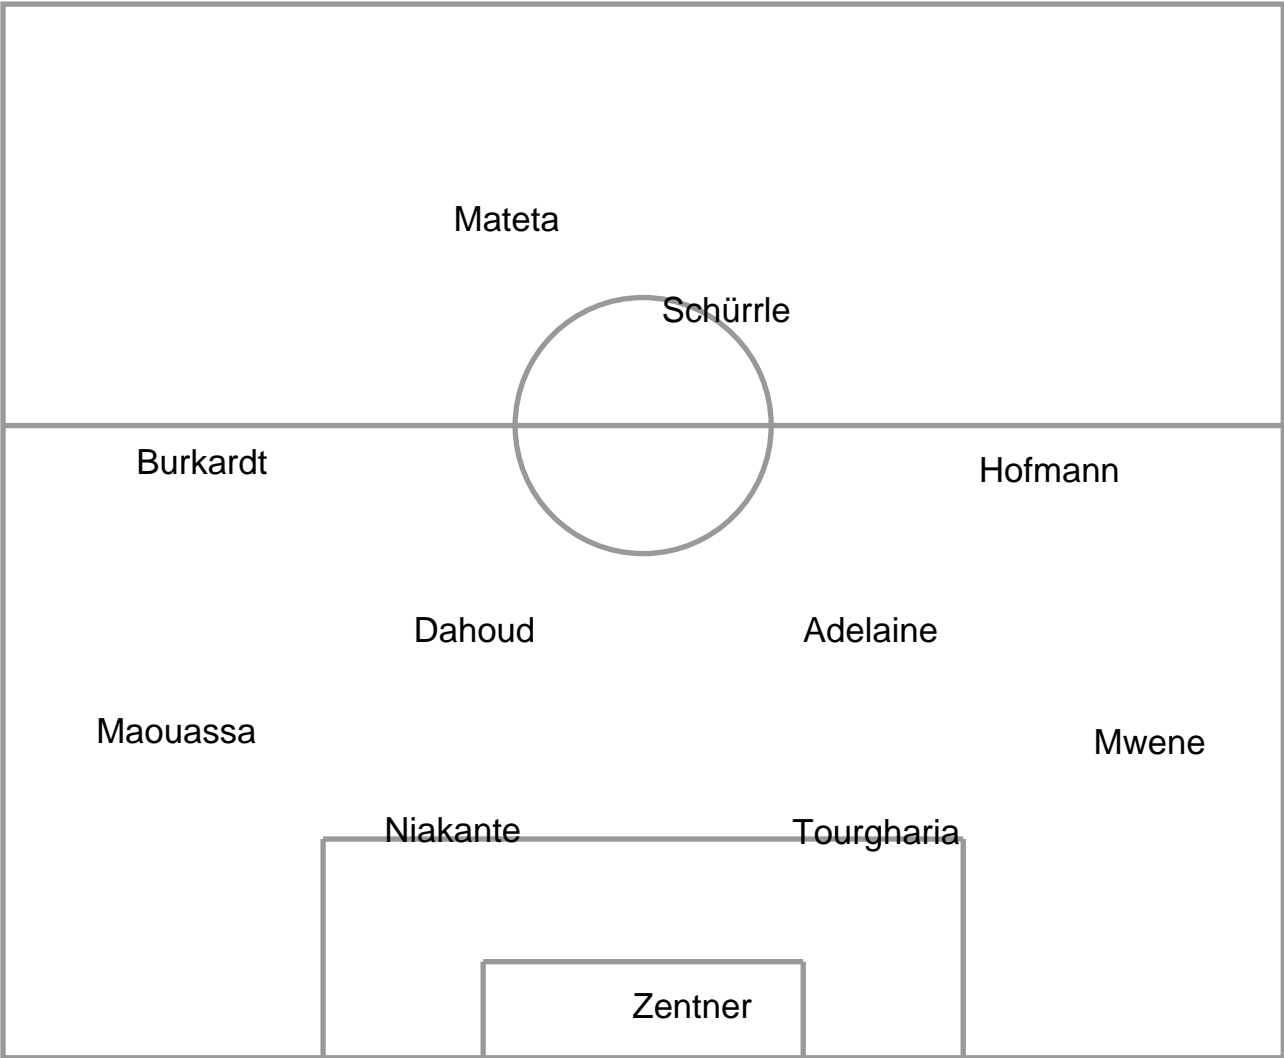 Mateta
Schürrle
Burkardt
Hofmann
Dahoud
Adelaine
Maouassa
Mwene
Niakante
Tourgharia
Zentner